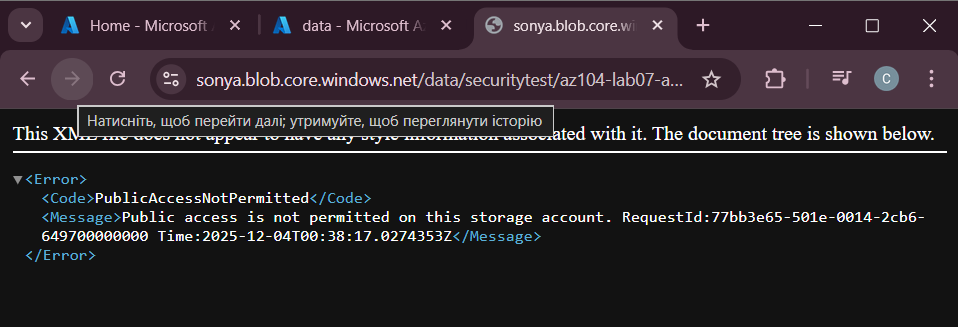 Home - Microsoft A
data - Microsoft Az
sonya.blob.core.win
sonya.blob.core.windows.net/data/securitytest/az104-lab07-a...
C
Натисніть, щоб перейти далі; утримуйте, щоб переглянути історію
This XML file does not appear to have any style information associated with it. The document tree is shown below.
<Error>
<Code>PublicAccessNotPermitted</Code>
<Message>Public access is not permitted on this storage account. RequestId:77bb3e65-501e-0014-2cb6-
649700000000 Time:2025-12-04T00:38:17.0274353Z</Message>
</Error>